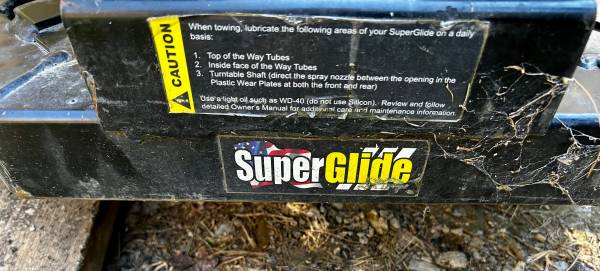 CAUTION
When towing, lubricate the following areas of your SuperGlide on a daily
basis:
1. Top of the Way Tubes
2. Inside face of the Way Tubes
3. Turntable Shaft (direct the spray nozzle between the opening in the
Plastic Wear Plates at both the front and rear)
Use a light oil such as WD-40 (do not use Silicon). Review and follow
detailed Owner's Manual for additional care and maintenance information.
SuperGlide